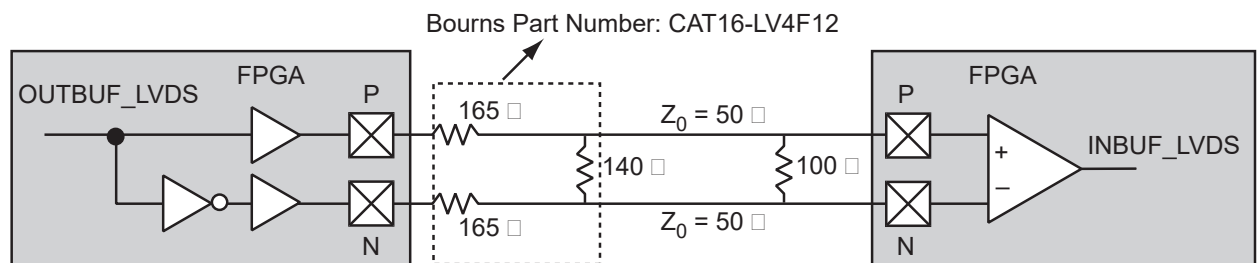 Bourns Part Number: CAT16-LV4F12
FPGA
FPGA
OUTBUF_LVDS
P
165 □
Z0 = 50 □
P
+
140 □
100 □
INBUF_LVDS
–
165 □
Z0 = 50 □
N
N